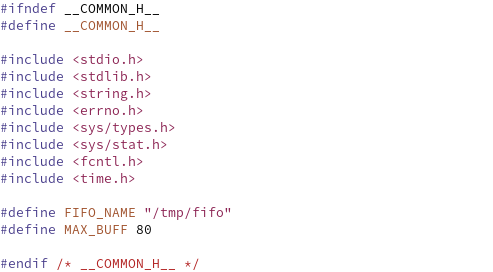 #ifndef __COMMON_H__
#define __COMMON_H__

#include <stdio.h>
#include <stdlib.h>
#include <string.h>
#include <errno.h>
#include <sys/types.h>
#include <sys/stat.h>
#include <fcntl.h>
#include <time.h>

#define FIFO_NAME "/tmp/fifo"
#define MAX_BUFF 80

#endif /* __COMMON_H__ */